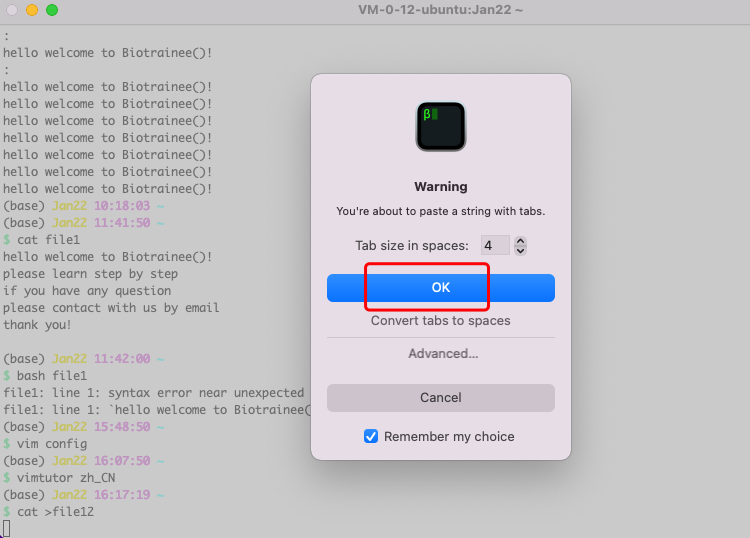 VM-0-12-ubuntu:Jan22 ~
:
hello welcome to Biotrainee()!
:
hello welcome to Biotrainee()!
hello welcome to Biotrainee()!
hello welcome to Biotrainee()!
hello welcome to Biotrainee()!
hello welcome to Biotrainee()!
hello welcome to Biotrainee()!
hello welcome to Biotrainee()!
(base) Jan22 10:18:03 ~
(base) Jan22 11:41:50 ~
$ cat file1
hello welcome to Biotrainee()!
please learn step by step
if you have any question
please contact with us by email
thank you!
(base) Jan22 11:42:00 ~
$ bash file1
file1: line 1: syntax error near unexpected
file1: line 1: `hello welcome to Biotrainee(
(base) Jan22 15:48:50 ~
$ vim config
(base) Jan22 16:07:50 ~
$ vimtutor zh_CN
(base) Jan22 16:17:19 ~
$ cat >file12
β
Warning
You're about to paste a string with tabs.
Tab size in spaces: 4
OK
Convert tabs to spaces
Advanced...
Cancel
Remember my choice